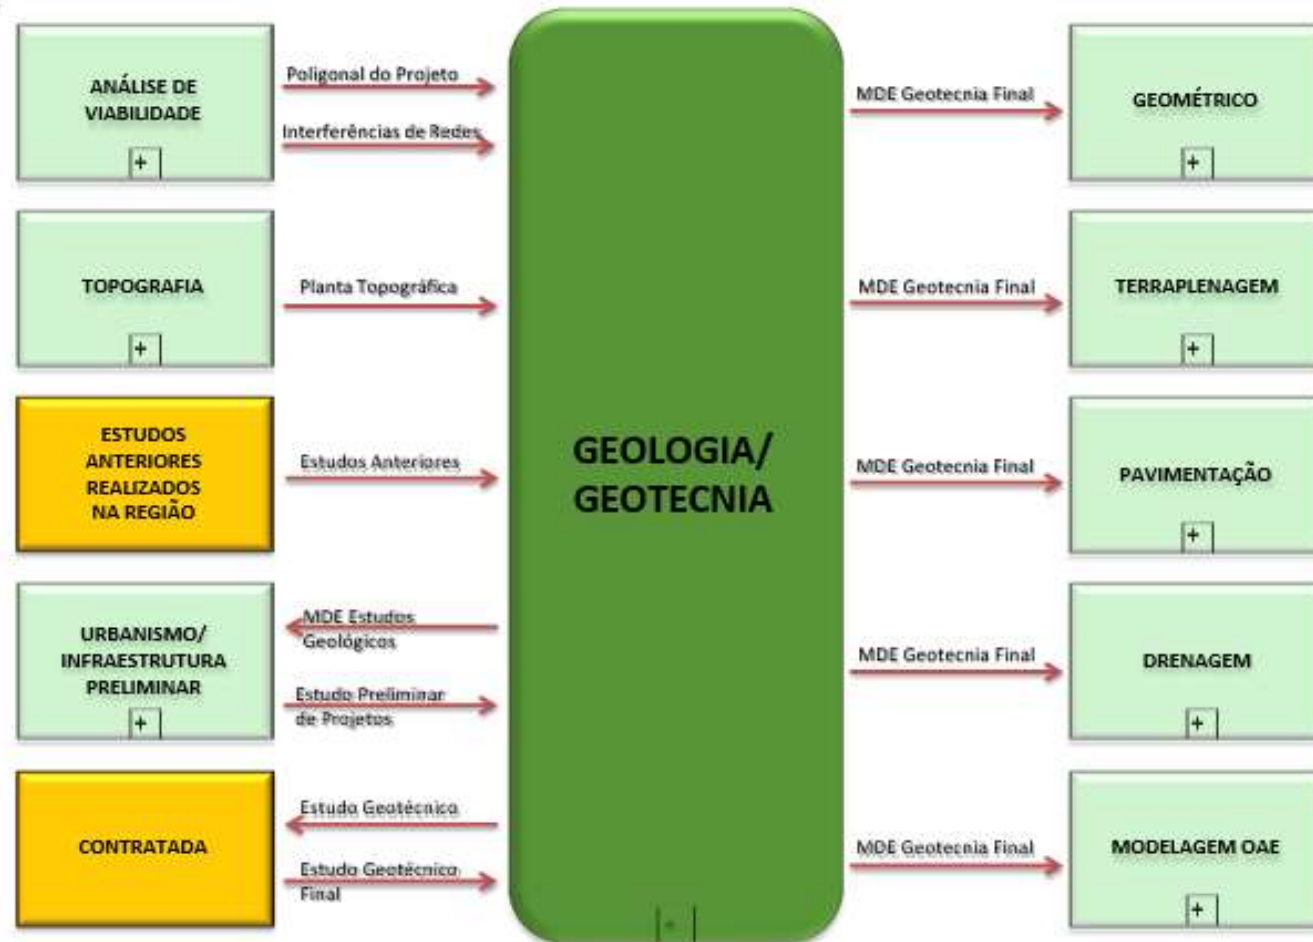 ANÁLISE DE
VIABILIDADE
+
Poligonal do Projeto
Interferências de Redes
TOPOGRAFIA
+
Planta Topográfica
ESTUDOS
ANTERIORES
REALIZADOS
NA REGIÃO
Estudos Anteriores
URBANISMO/
INFRAESTRUTURA
PRELIMINAR
+
MDE Estudos
Geológicos
Estudo Preliminar
de Projetos
CONTRATADA
Estudo Geotécnico
Estudo Geotécnico
Final
GEOLOGIA/
GEOTECNIA
+
MDE Geotecnia Final
GEOMÉTRICO
+
MDE Geotecnia Final
TERRAPLENAGEM
+
MDE Geotecnia Final
PAVIMENTAÇÃO
+
MDE Geotecnia Final
DRENAGEM
+
MDE Geotecnia Final
MODELAGEM OAE
+